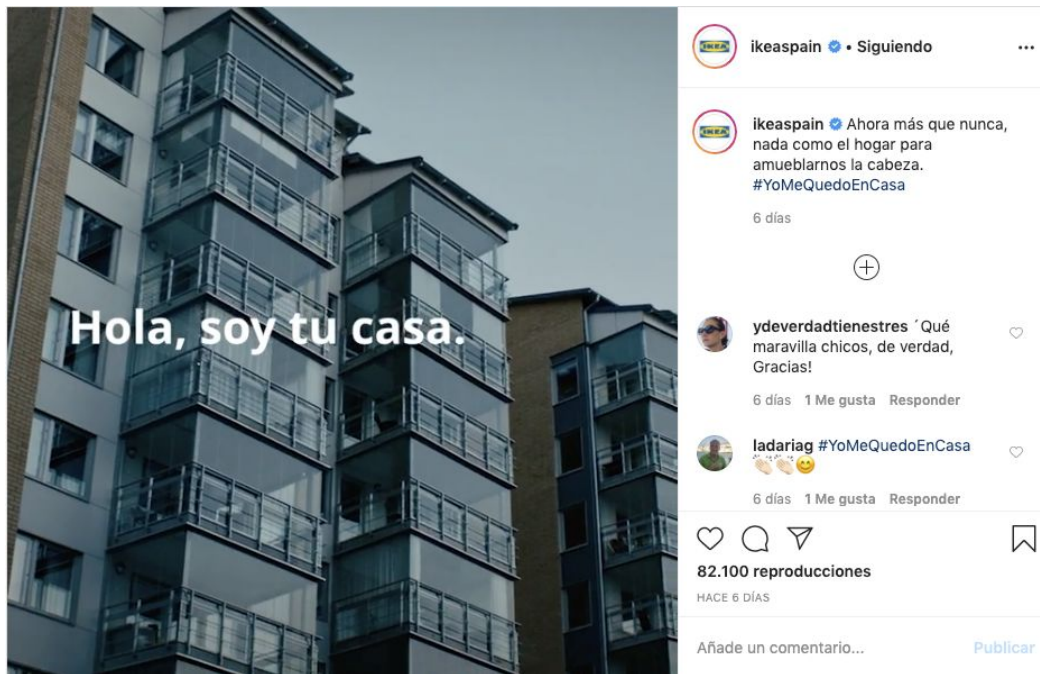 Hola, soy tu casa.
IKEA
ikeaspain • Siguiendo
IKEA
ikeaspain Ahora más que nunca,
nada como el hogar para
amueblarnos la cabeza.
#YoMeQuedoEnCasa
6 días
ydeverdadtienestres ´Qué
maravilla chicos, de verdad,
Gracias!
6 días 1 Me gusta Responder
ladariag #YoMeQuedoEnCasa
👏🏻👏🏻😊
6 días 1 Me gusta Responder
82.100 reproducciones
HACE 6 DÍAS
Añade un comentario... Publicar